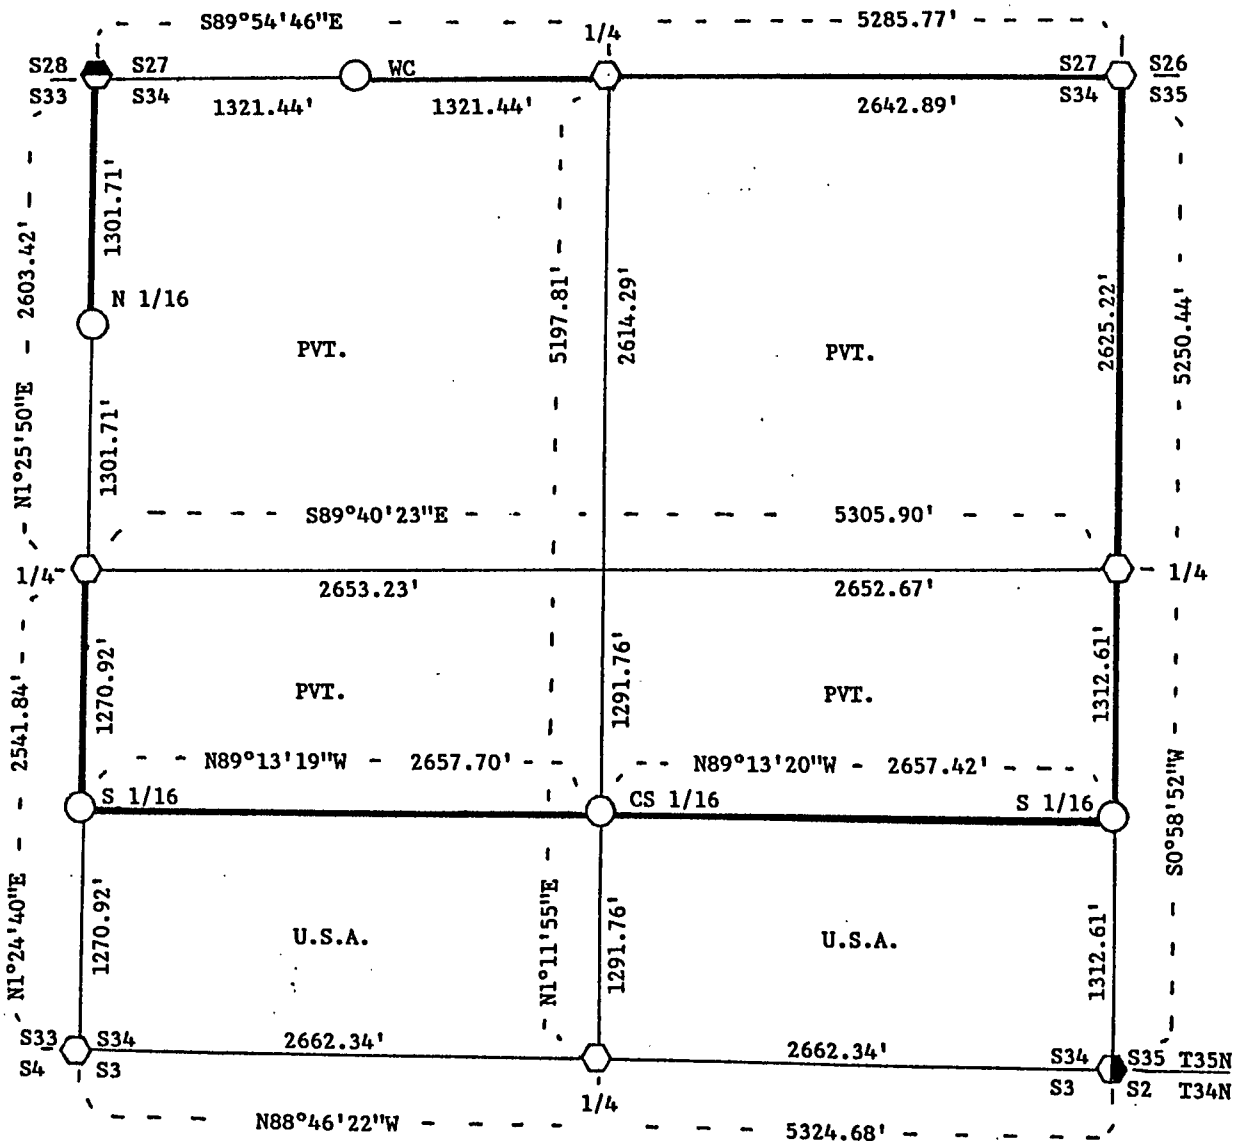 S89°54'46"E
5285.77'
1/4
S28 S27
WC
S27 S26
S33 S34
1321.44'
1321.44'
2642.89'
S34 S35
1301.71'
2603.42'
N1°25'50"E
N 1/16
5197.81'
2614.29'
2625.22'
5250.44'
PVT.
PVT.
1301.71'
S89°40'23"E
5305.90'
1/4
1/4
2653.23'
2652.67'
1270.92'
2541.84'
PVT.
1291.76'
PVT.
1312.61'
N89°13'19"W
2657.70'
N89°13'20"W
2657.42'
S0°58'52"W
S 1/16
CS 1/16
S 1/16
N1°24'40"E
1270.92'
U.S.A.
N1°11'55"E
1291.76'
U.S.A.
1312.61'
S33 S34
2662.34'
2662.34'
S34 S35 T35N
S4 S3
S3 S2 T34N
1/4
N88°46'22"W
5324.68'